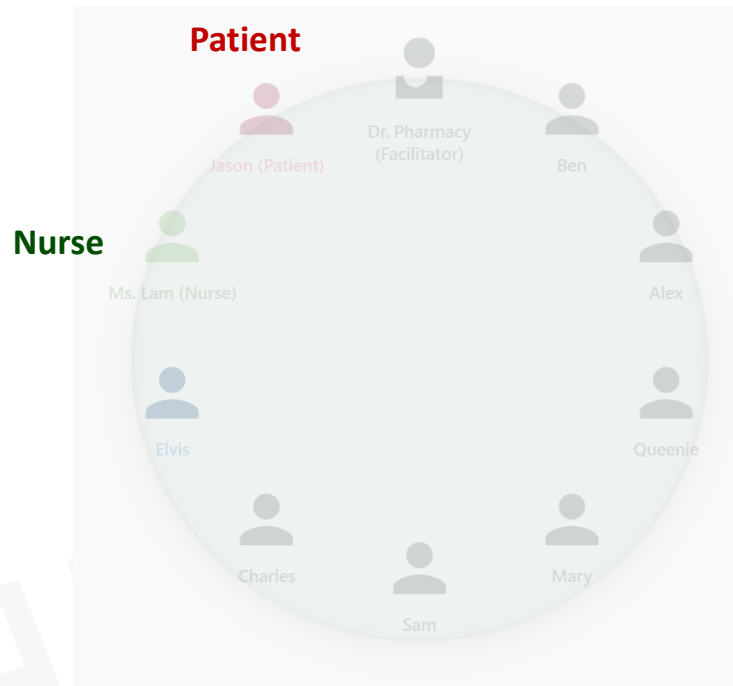 Patient
Dr. Pharmacy
(Facilitator)
Jason (Patient)
Ben
Nurse
Ms. Lam (Nurse)
Alex
Elvis
Queenie
Charles
Mary
Sam